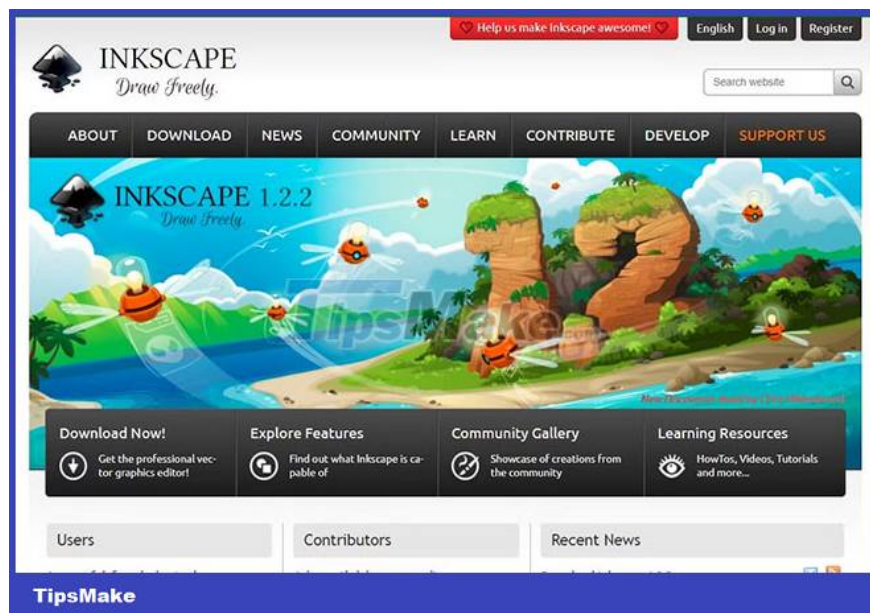 Help us make Inkscape awesome!
English
Log in
Register
INKSCAPE
Draw Freely.
Search website
ABOUT
DOWNLOAD
NEWS
COMMUNITY
LEARN
CONTRIBUTE
DEVELOP
SUPPORT US
INKSCAPE 1.2.2
Draw Freely.
12
TipsMake
Download Now!
Get the professional vec-
tor graphics editor!
Explore Features
Find out what Inkscape is ca-
pable of
Community Gallery
Showcase of creations from
the community
Learning Resources
HowTos, Videos, Tutorials
and more...
Users
Contributors
Recent News
TipsMake